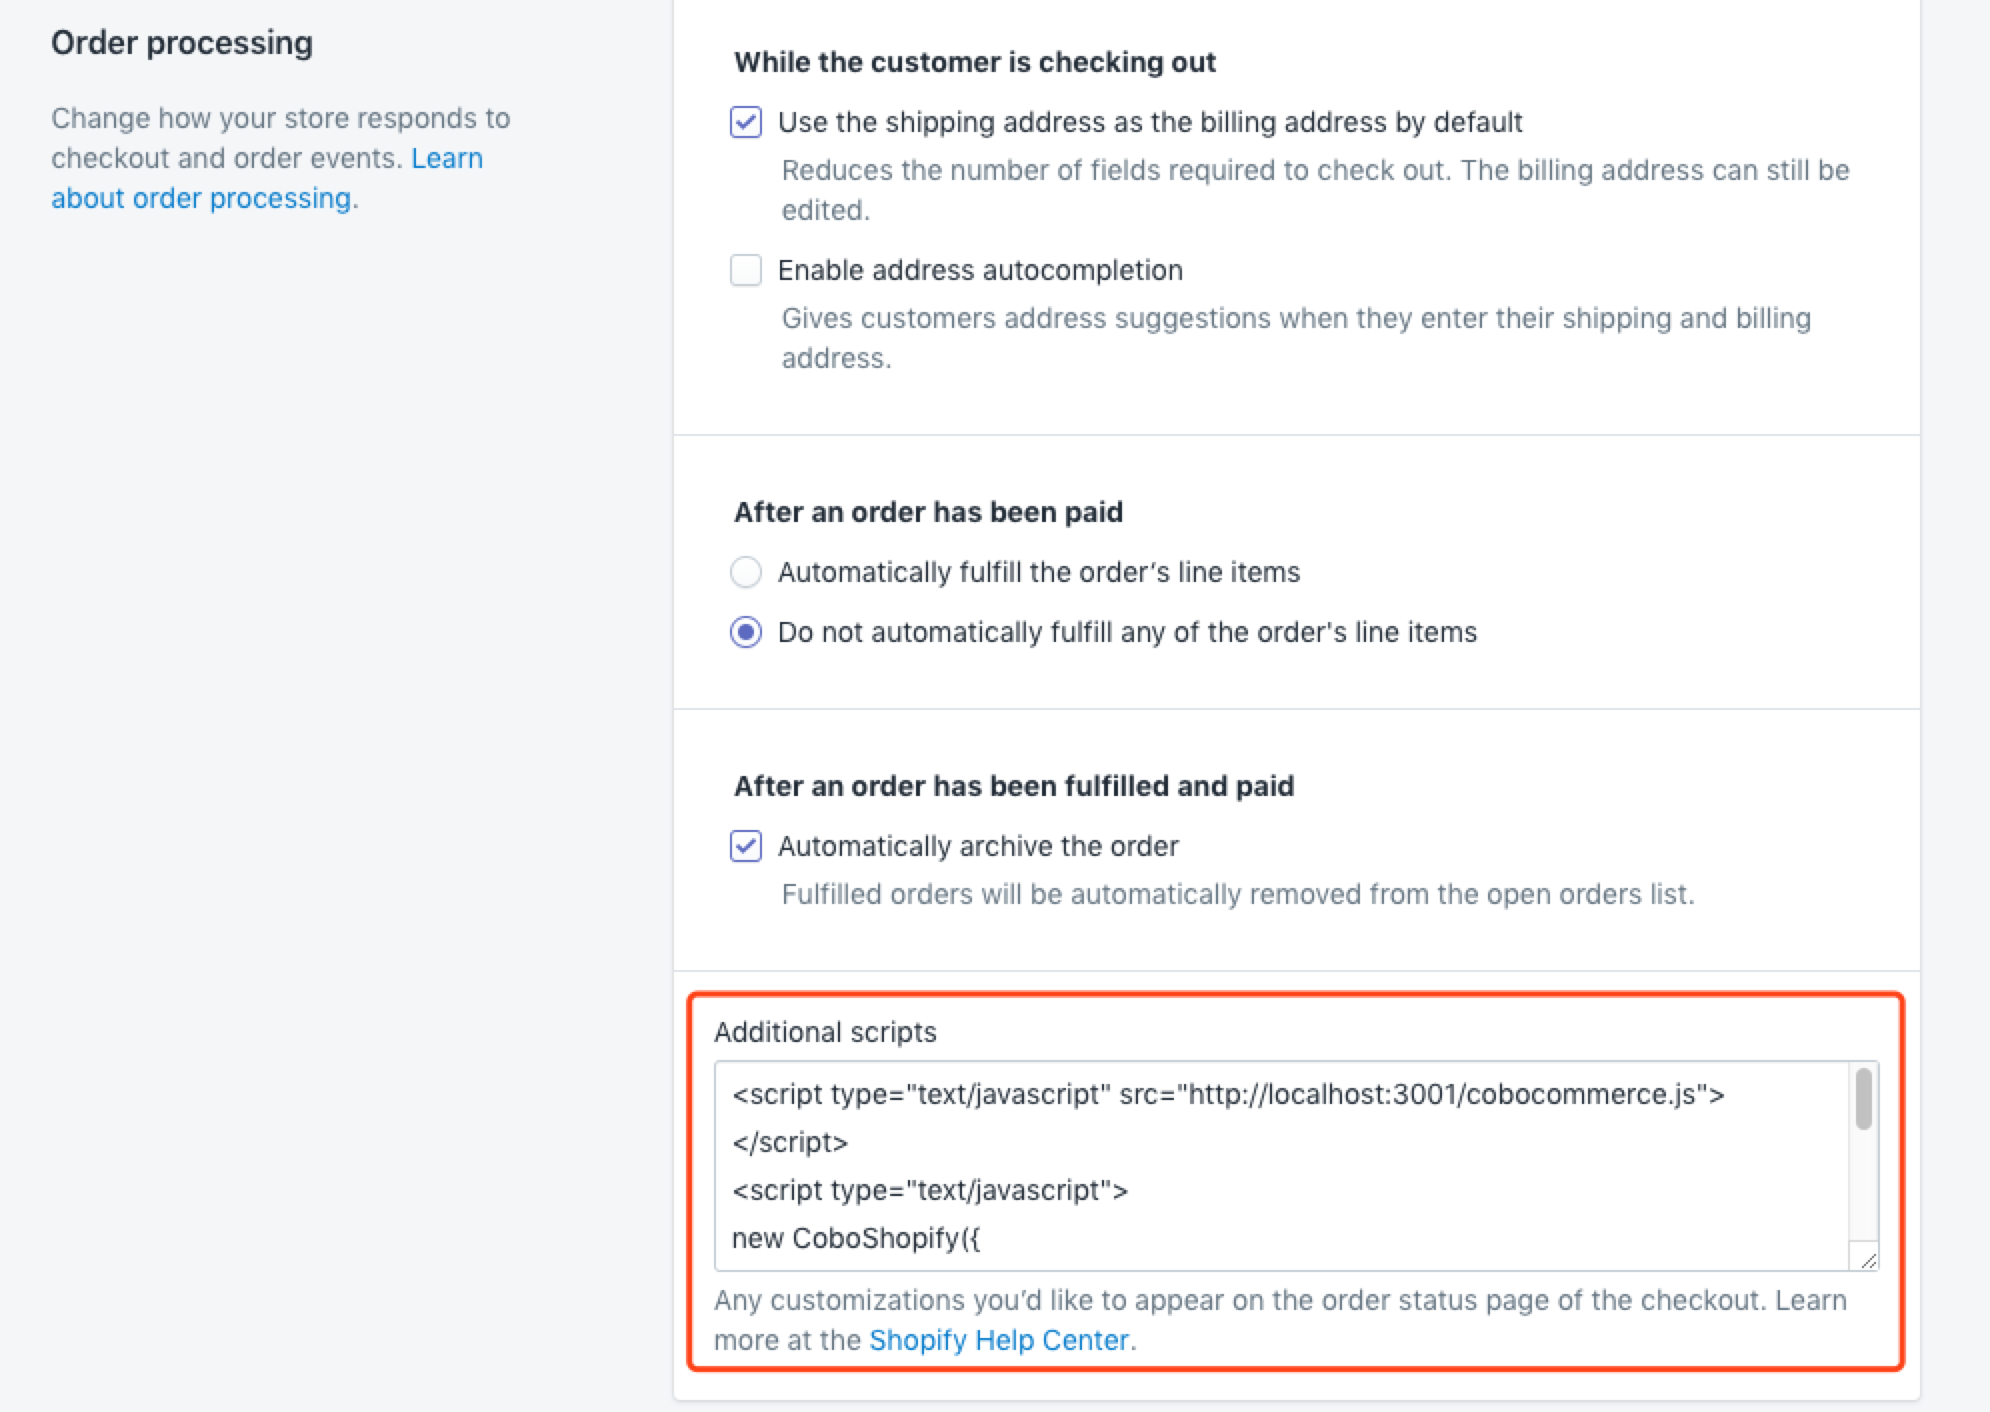 Order processing
Change how your store responds to
checkout and order events. Learn
about order processing.
While the customer is checking out
Use the shipping address as the billing address by default
Reduces the number of fields required to check out. The billing address can still be
edited.
Enable address autocompletion
Gives customers address suggestions when they enter their shipping and billing
address.
After an order has been paid
Automatically fulfill the order’s line items
Do not automatically fulfill any of the order's line items
After an order has been fulfilled and paid
Automatically archive the order
Fulfilled orders will be automatically removed from the open orders list.
Additional scripts
<script type="text/javascript" src="http://localhost:3001/cobocommerce.js">
</script>
<script type="text/javascript">
new CoboShopify({
Any customizations you’d like to appear on the order status page of the checkout. Learn
more at the Shopify Help Center.